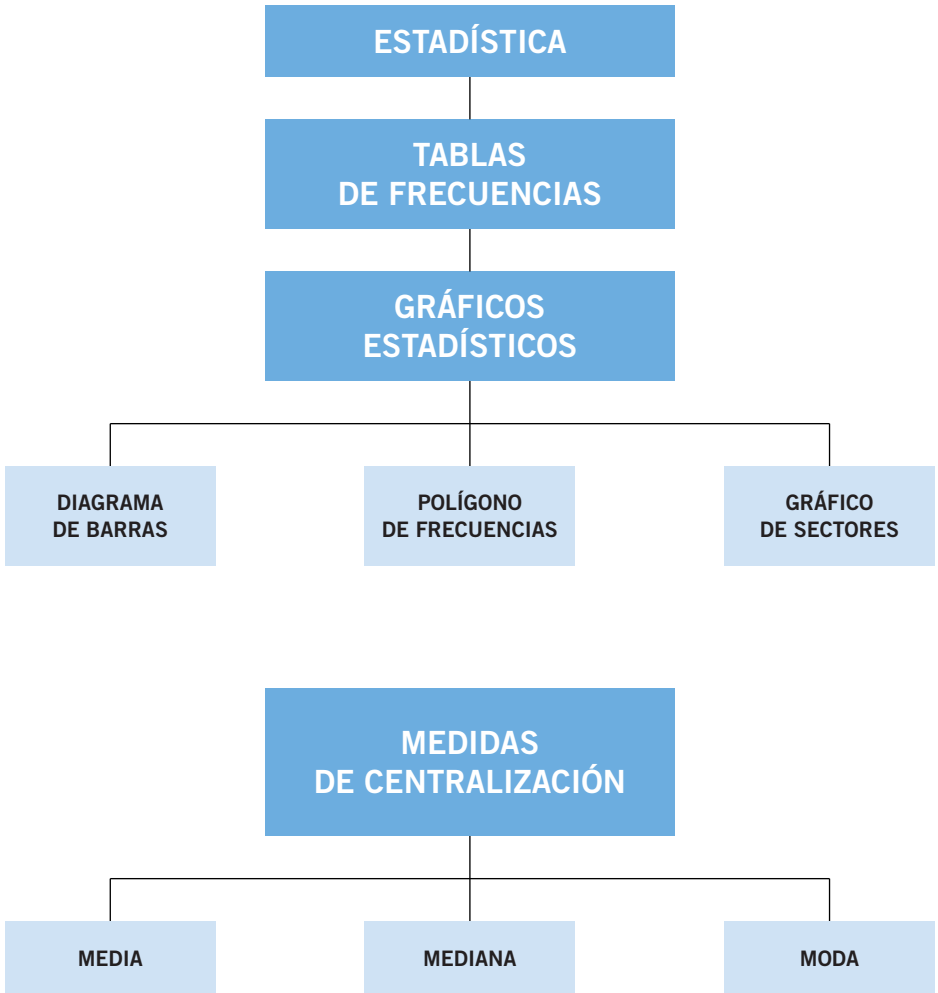 ESTADÍSTICA
TABLAS
DE FRECUENCIAS
GRÁFICOS
ESTADÍSTICOS
DIAGRAMA
DE BARRAS
POLÍGONO
DE FRECUENCIAS
GRÁFICO
DE SECTORES
MEDIDAS
DE CENTRALIZACIÓN
MEDIA
MEDIANA
MODA